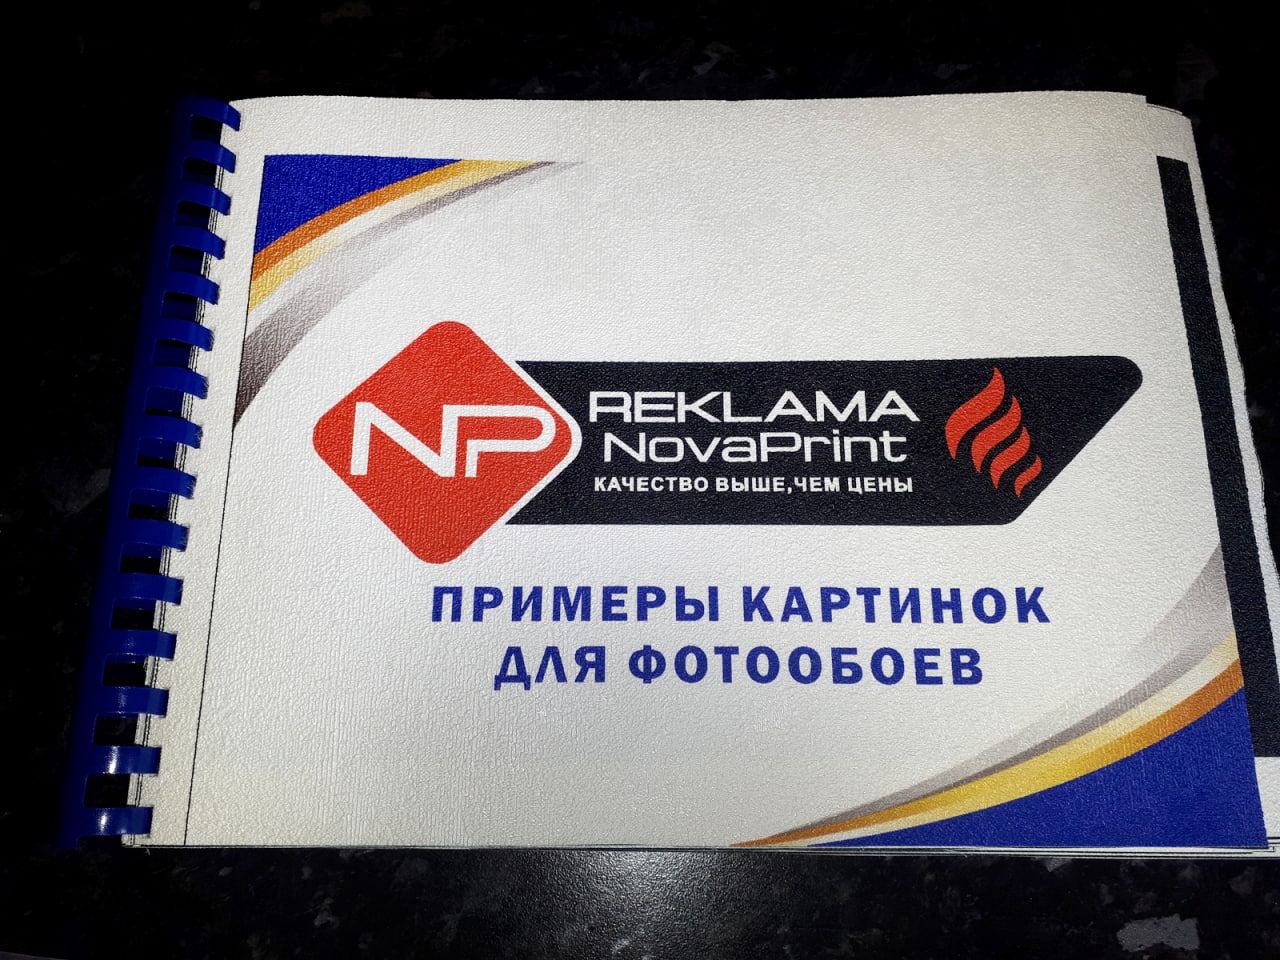 NP
REKLAMA
NovaPrint
КАЧЕСТВО ВЫШЕ,ЧЕМ ЦЕНЫ
ПРИМЕРЫ КАРТИНОК
ДЛЯ ФОТООБОЕВ